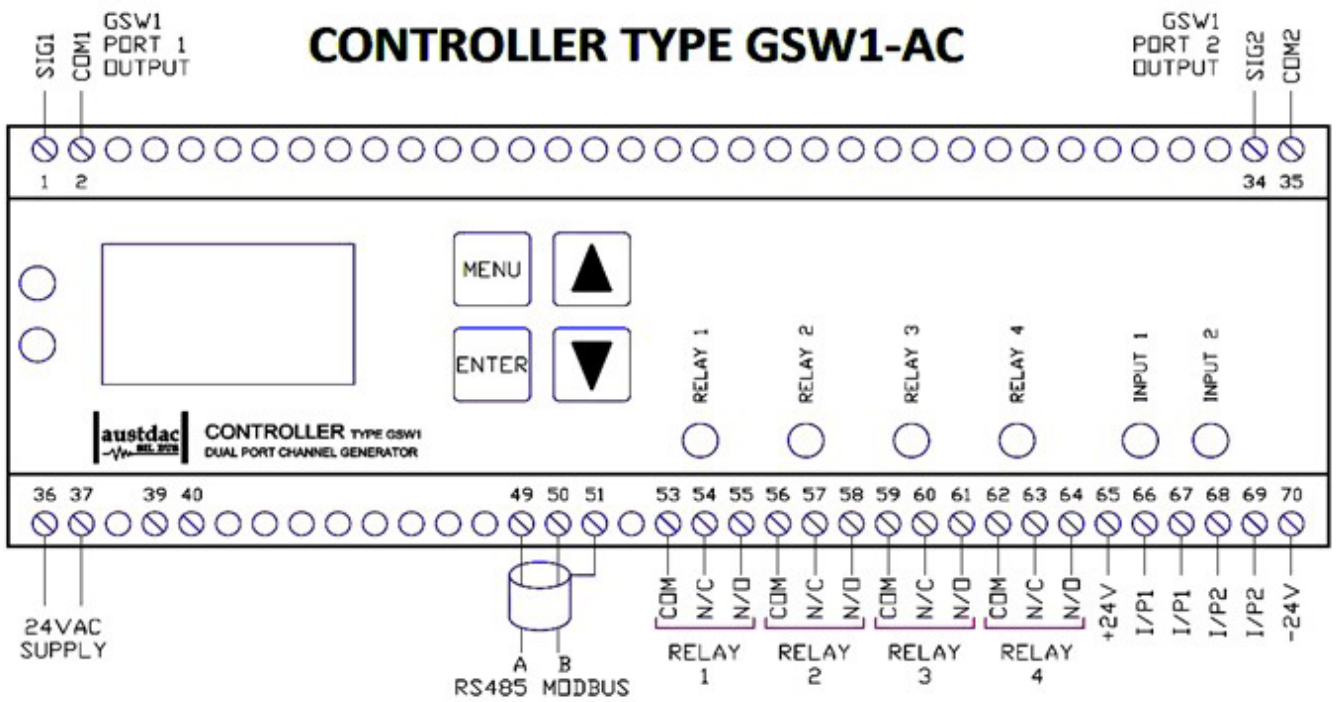 CONTROLLER TYPE GSW1-AC
SIG1
COM1
GSW1
PORT 1
OUTPUT
GSW1
PORT 2
OUTPUT
SIG2
COM2
1 2 34 35
MENU
ENTER
RELAY 1
RELAY 2
RELAY 3
RELAY 4
INPUT 1
INPUT 2
austdac
SIL BUS
CONTROLLER TYPE GSW1
DUAL PORT CHANNEL GENERATOR
36 37 39 40 49 50 51 53 54 55 56 57 58 59 60 61 62 63 64 65 66 67 68 69 70
24VAC
SUPPLY
A B
RS485 MODBUS
COM
N/C
N/O
RELAY
1
COM
N/C
N/O
RELAY
2
COM
N/C
N/O
RELAY
3
COM
N/C
N/O
RELAY
4
+24V
I/P1
I/P1
I/P2
I/P2
-24V